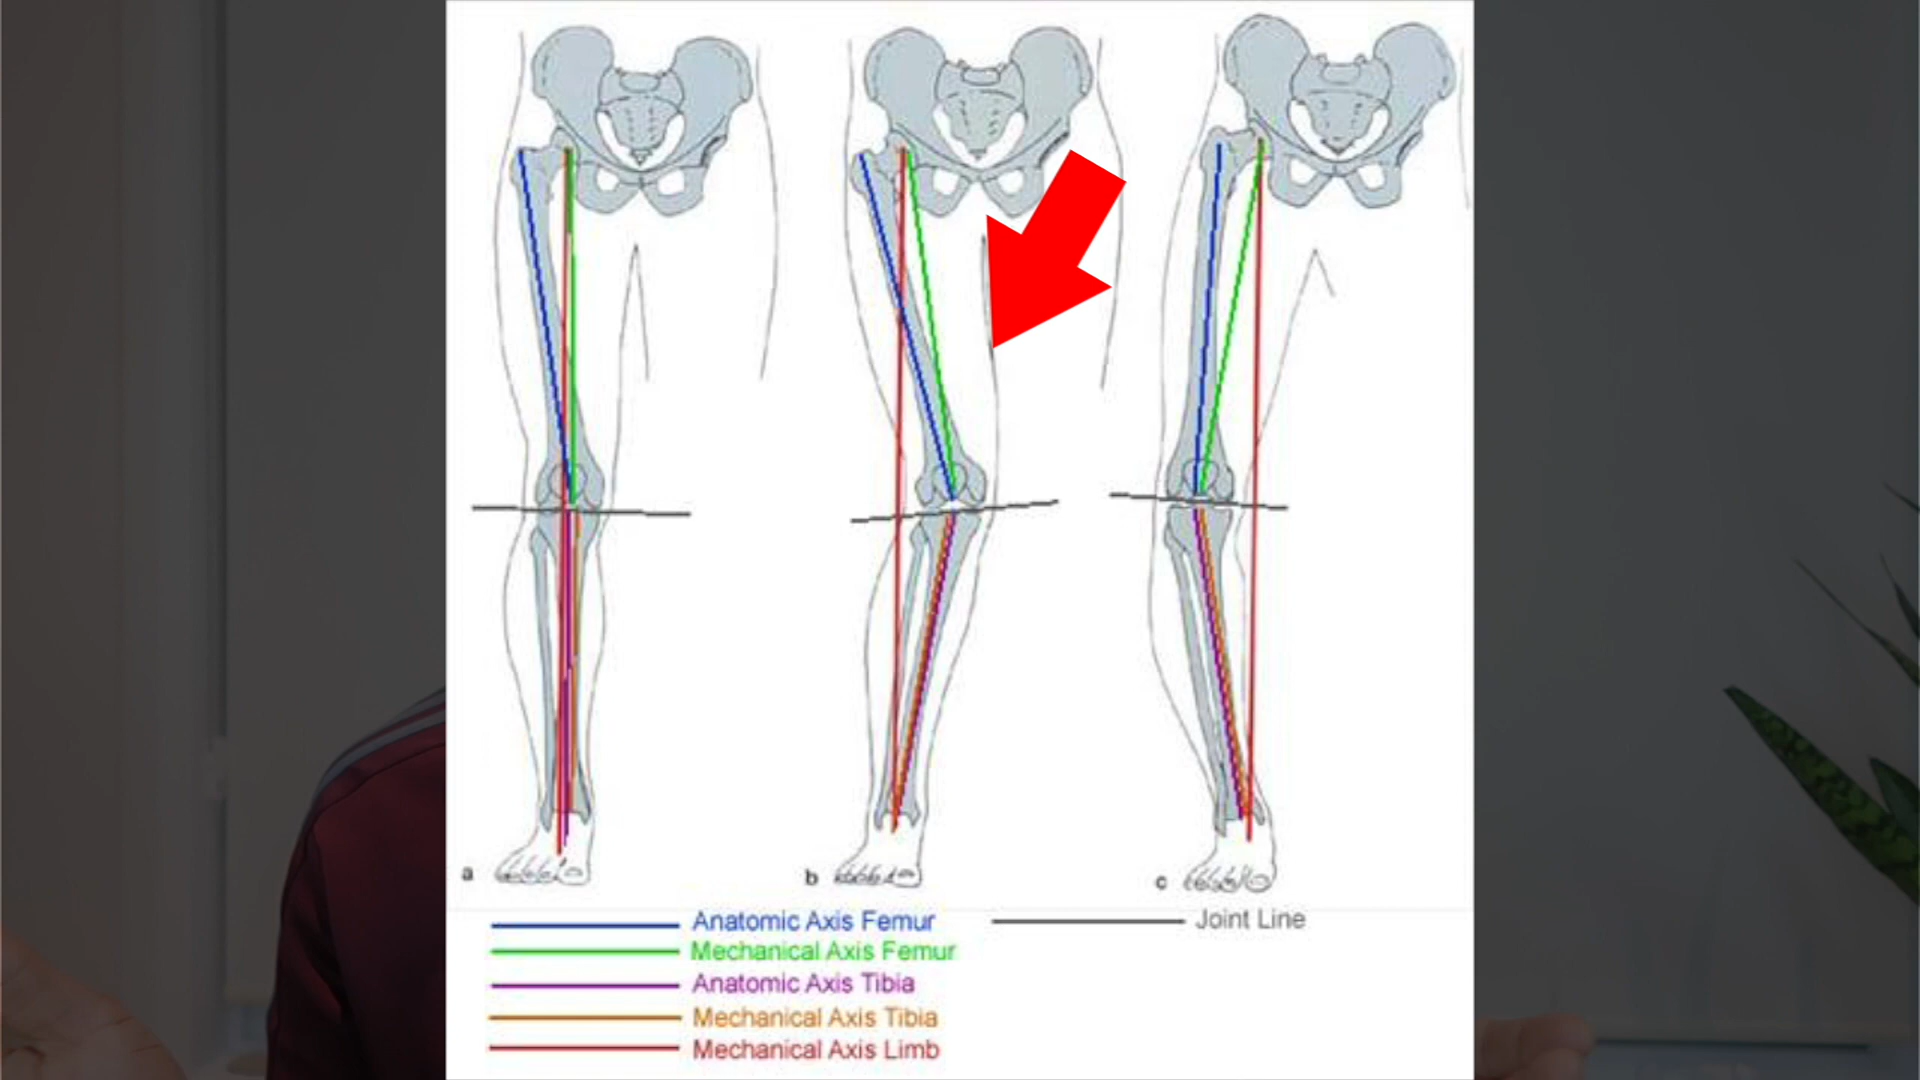 a
b
c
Anatomic Axis Femur
Joint Line
Mechanical Axis Femur
Anatomic Axis Tibia
Mechanical Axis Tibia
Mechanical Axis Limb